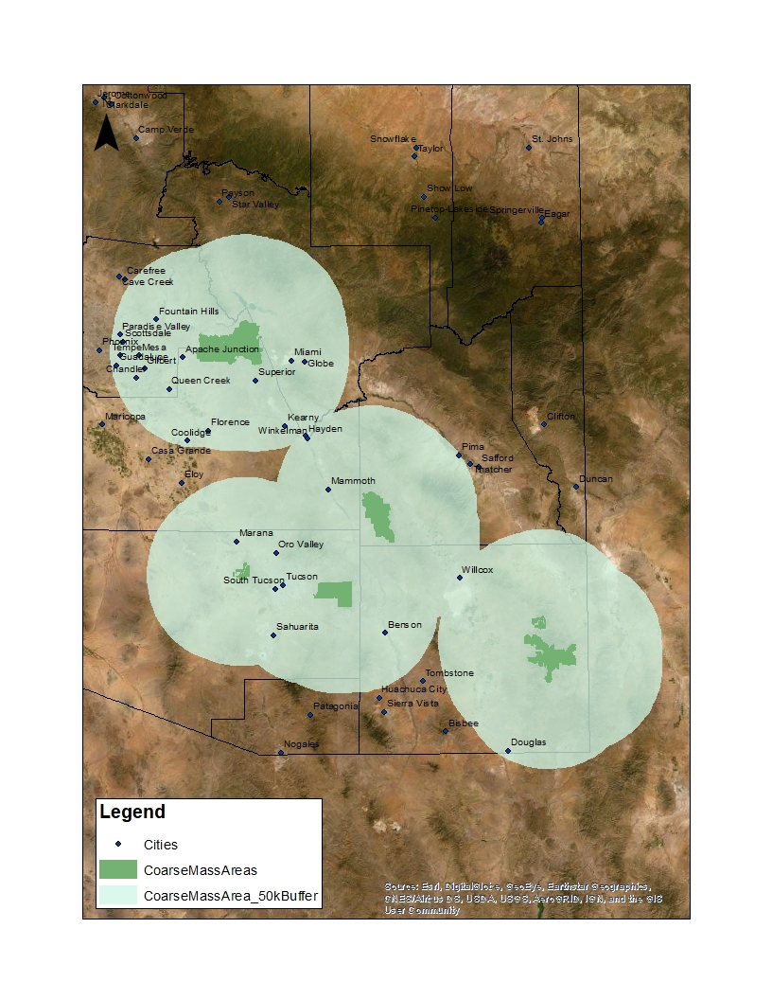 Jerome
Cottonwood
Clarkdale
Camp Verde
Snowflake
Taylor
St. Johns
Payson
Star Valley
Show Low
Pinetop-Lakeside
Springerville
Eagar
Carefree
Cave Creek
Fountain Hills
Paradise Valley
Scottsdale
Phoenix
Tempe
Mesa
Guadalupe
Gilbert
Chandler
Apache Junction
Miami
Globe
Superior
Queen Creek
Maricopa
Florence
Coolidge
Kearny
Winkelman
Hayden
Clifton
Casa Grande
Eloy
Pima
Safford
Thatcher
Duncan
Mammoth
Marana
Oro Valley
South Tucson
Tucson
Willcox
Sahuarita
Benson
Tombstone
Huachuca City
Sierra Vista
Patagonia
Bisbee
Nogales
Douglas
Legend
Cities
CoarseMassAreas
CoarseMassArea_50kBuffer
Source: Esri, DigitalGlobe, GeoEye, Earthstar Geographics,
CNES/Airbus DS, USDA, USGS, AeroGRID, IGN, and the GIS
User Community